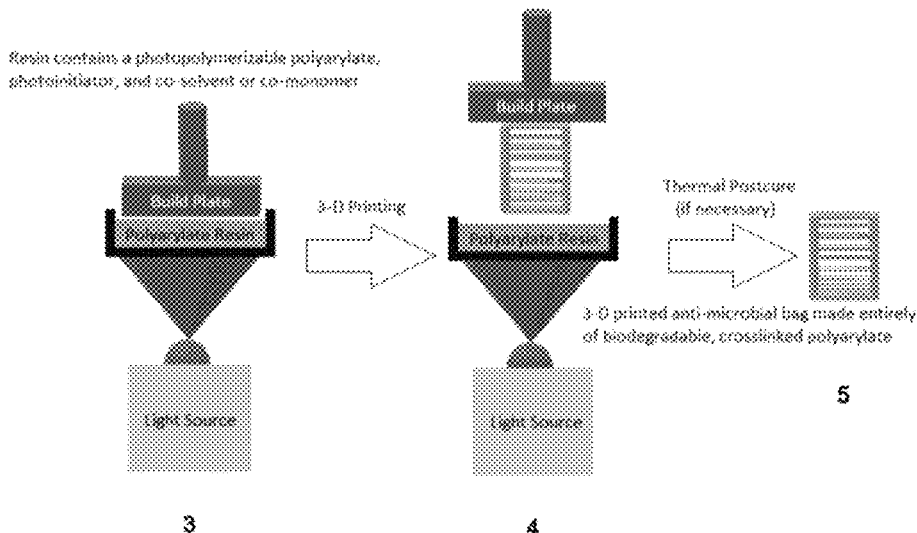 Resin contains a photopolymerizable polyarylate,
photoinitiator, and co-solvent or co-monomer
Build Plate
Polyarylate Resin
Light Source
3
3-D Printing
Build Plate
Polyarylate Resin
Light Source
4
Thermal Postcure
(if necessary)
3-D printed anti-microbial bag made entirely
of biodegradable, crosslinked polyarylate
5